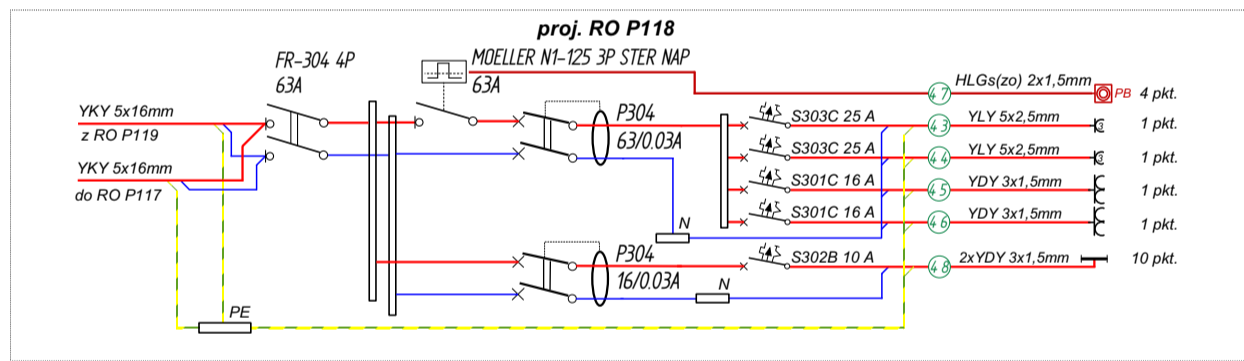 proj. RO P118
FR-304 4P
63A
MOELLER N1-125 3P STER NAP
63A
HLGs(zo) 2x1,5mm
47
PB
4 pkt.
YKY 5x16mm
z RO P119
P304
63/0.03A
S303C 25 A
43
YLY 5x2,5mm
3
1 pkt.
S303C 25 A
44
YLY 5x2,5mm
3
1 pkt.
YKY 5x16mm
do RO P117
S301C 16 A
45
YDY 3x1,5mm
1 pkt.
S301C 16 A
46
YDY 3x1,5mm
1 pkt.
N
P304
16/0.03A
S302B 10 A
48
2xYDY 3x1,5mm
10 pkt.
N
PE